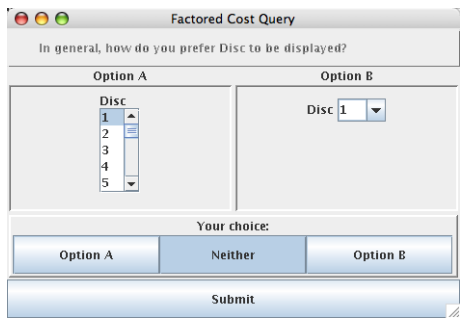 Factored Cost Query
In general, how do you prefer Disc to be displayed?
Option A
Option B
Disc
1
2
3
4
5
Disc 1
Your choice:
Option A
Neither
Option B
Submit